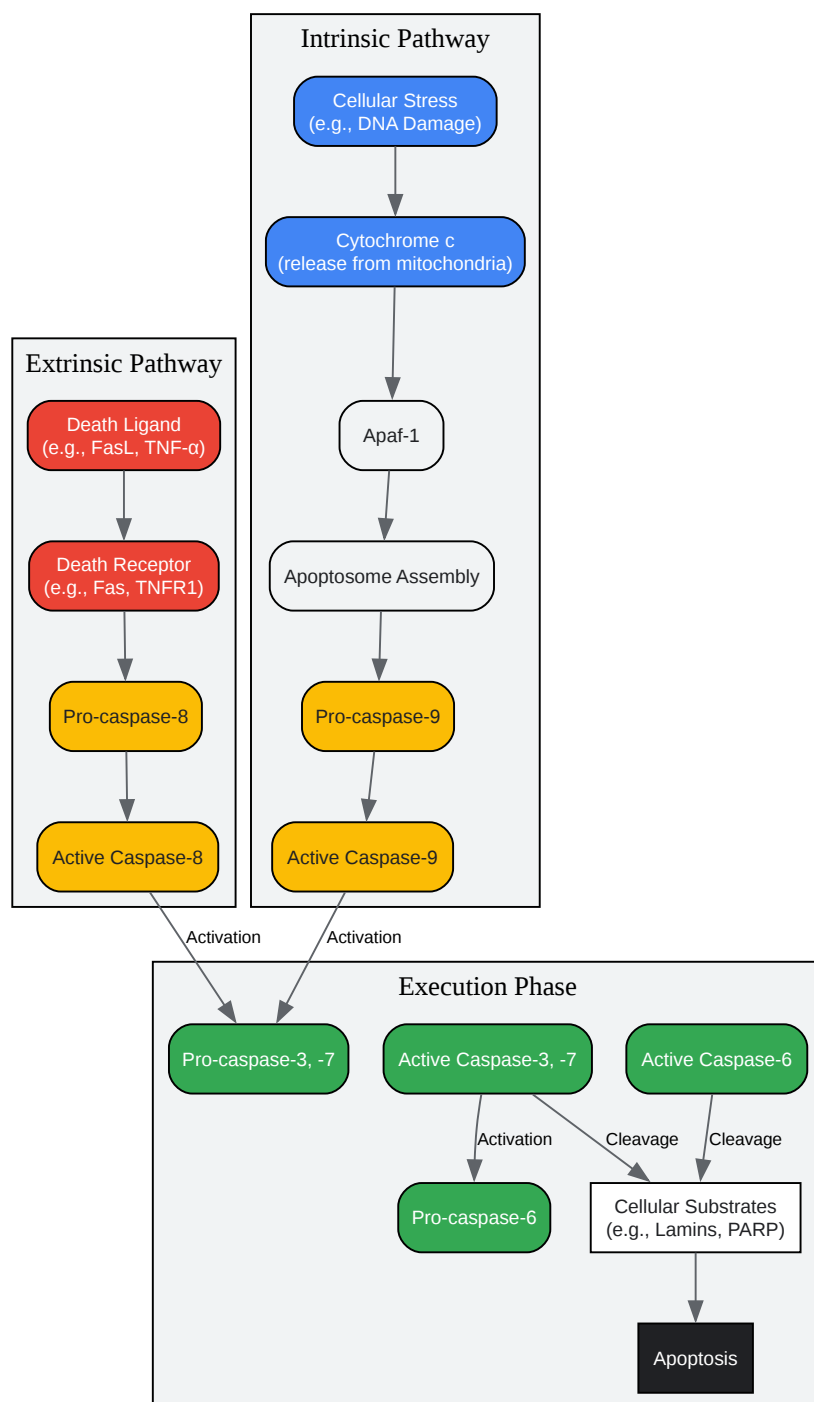 Intrinsic Pathway
Cellular Stress
(e.g., DNA Damage)
Cytochrome c
(release from mitochondria)
Apaf-1
Apoptosome Assembly
Pro-caspase-9
Active Caspase-9
Extrinsic Pathway
Death Ligand
(e.g., FasL, TNF-α)
Death Receptor
(e.g., Fas, TNFR1)
Pro-caspase-8
Active Caspase-8
Activation
Activation
Execution Phase
Pro-caspase-3, -7
Active Caspase-3, -7
Active Caspase-6
Activation
Cleavage
Cleavage
Pro-caspase-6
Cellular Substrates
(e.g., Lamins, PARP)
Apoptosis